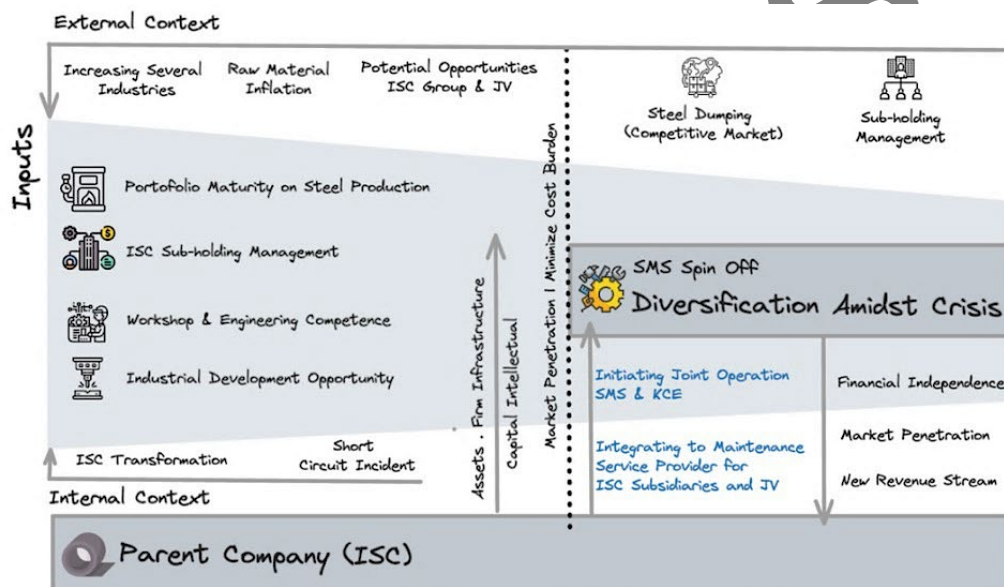 External Context
Increasing Several
Industries
Raw Material
Inflation
Potential Opportunities
ISC Group & JV
Steel Dumping
(Competitive Market)
Sub-holding
Management
Inputs
Portofolio Maturity on Steel Production
ISC Sub-holding Management
Workshop & Engineering Competence
Industrial Development Opportunity
Assets . Firm Infrastructure
Capital Intellectual
Market Penetration | Minimize Cost Burden
SMS Spin Off
Diversification Amidst Crisis
Initiating Joint Operation
SMS & KCE
Integrating to Maintenance
Service Provider for
ISC Subsidiaries and JV
Financial Independence
Market Penetration
New Revenue Stream
ISC Transformation
Short
Circuit Incident
Internal Context
Parent Company (ISC)